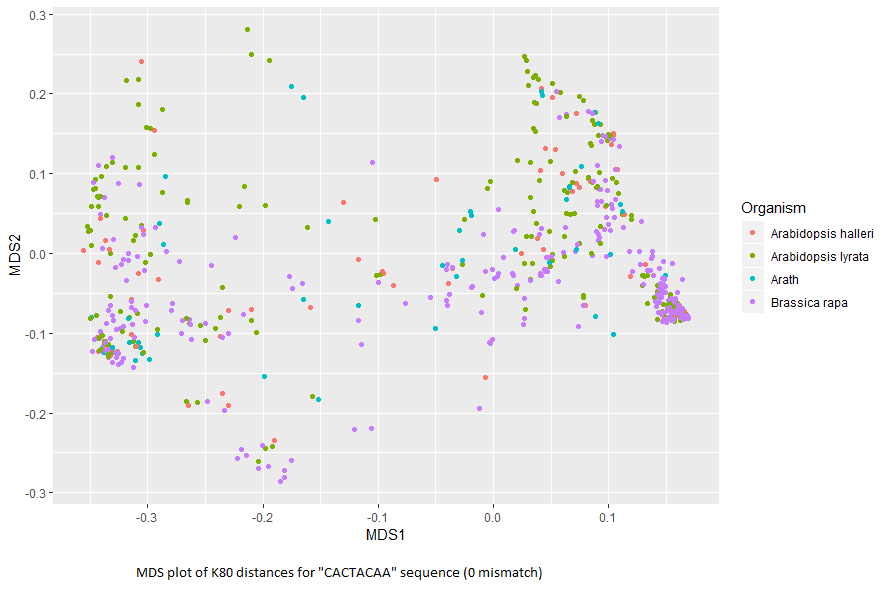 0.3
0.2
0.1
0.0
-0.1
-0.2
-0.3
MDS2
-0.3 -0.2 -0.1 0.0 0.1
MDS1
Organism
Arabidopsis halleri
Arabidopsis lyrata
Arath
Brassica rapa
MDS plot of K80 distances for "CACTACAA" sequence (0 mismatch)